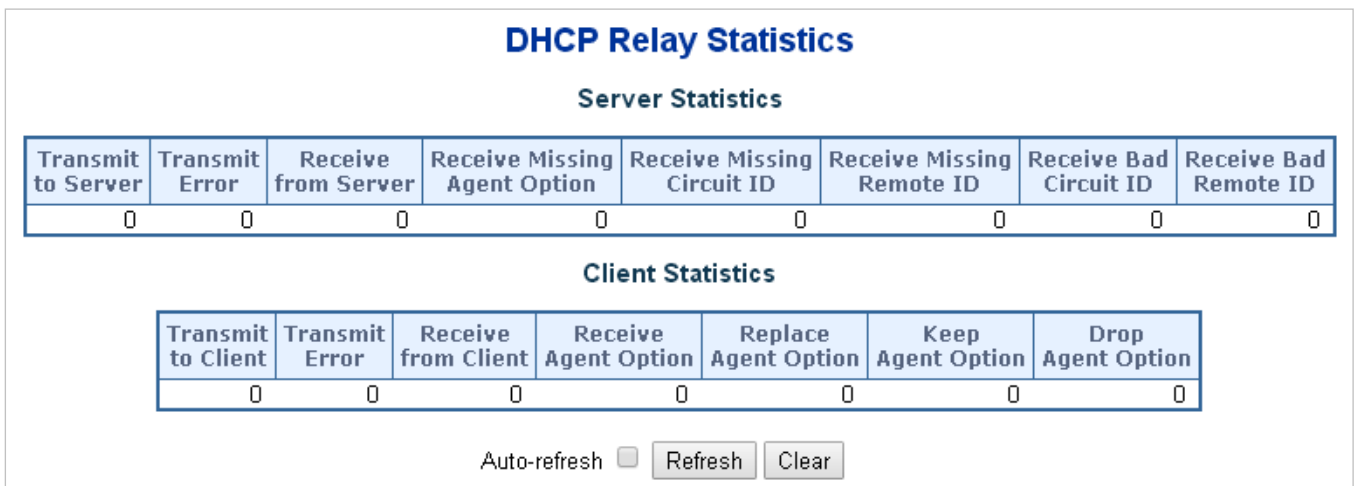 DHCP Relay Statistics
Server Statistics
Transmit to Server Transmit Error Receive from Server Receive Missing Agent Option Receive Missing Circuit ID Receive Missing Remote ID Receive Bad Circuit ID Receive Bad Remote ID
0 0 0 0 0 0 0 0
Client Statistics
Transmit to Client Transmit Error Receive from Client Receive Agent Option Replace Agent Option Keep Agent Option Drop Agent Option
0 0 0 0 0 0 0
Auto-refresh Refresh Clear